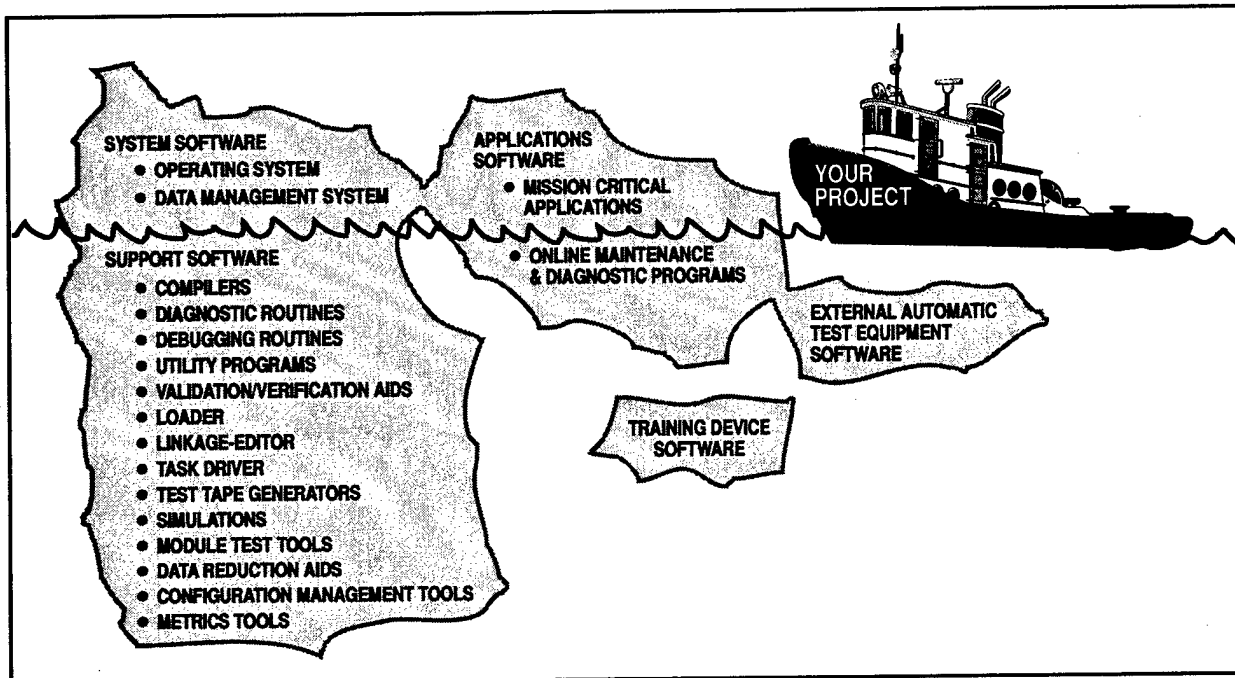 SYSTEM SOFTWARE
• OPERATING SYSTEM
• DATA MANAGEMENT SYSTEM
SUPPORT SOFTWARE
• COMPILERS
• DIAGNOSTIC ROUTINES
• DEBUGGING ROUTINES
• UTILITY PROGRAMS
• VALIDATION/VERIFICATION AIDS
• LOADER
• LINKAGE-EDITOR
• TASK DRIVER
• TEST TAPE GENERATORS
• SIMULATIONS
• MODULE TEST TOOLS
• DATA REDUCTION AIDS
• CONFIGURATION MANAGEMENT TOOLS
• METRICS TOOLS
APPLICATIONS
SOFTWARE
• MISSION CRITICAL
APPLICATIONS
• ONLINE MAINTENANCE
& DIAGNOSTIC PROGRAMS
YOUR
PROJECT
EXTERNAL AUTOMATIC
TEST EQUIPMENT
SOFTWARE
TRAINING DEVICE
SOFTWARE